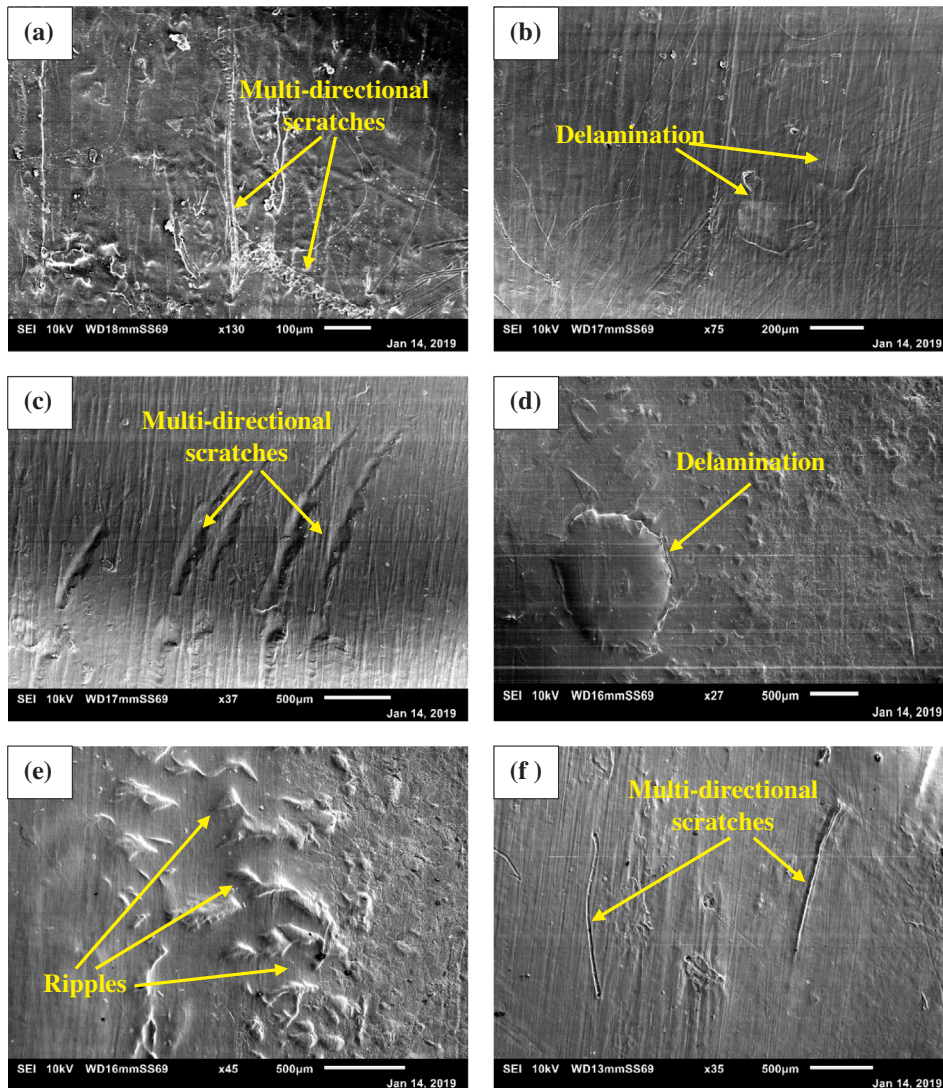 (a)
Multi-directional
scratches
SEI 10kV WD18mmSS69 x130 100µm
Jan 14, 2019
(b)
Delamination
SEI 10kV WD17mmSS69 x75 200µm
Jan 14, 2019
(c)
Multi-directional
scratches
SEI 10kV WD17mmSS69 x37 500µm
Jan 14, 2019
(d)
Delamination
SEI 10kV WD16mmSS69 x27 500µm
Jan 14, 2019
(e)
Ripples
SEI 10kV WD16mmSS69 x45 500µm
Jan 14, 2019
(f )
Multi-directional
scratches
SEI 10kV WD13mmSS69 x35 500µm
Jan 14, 2019